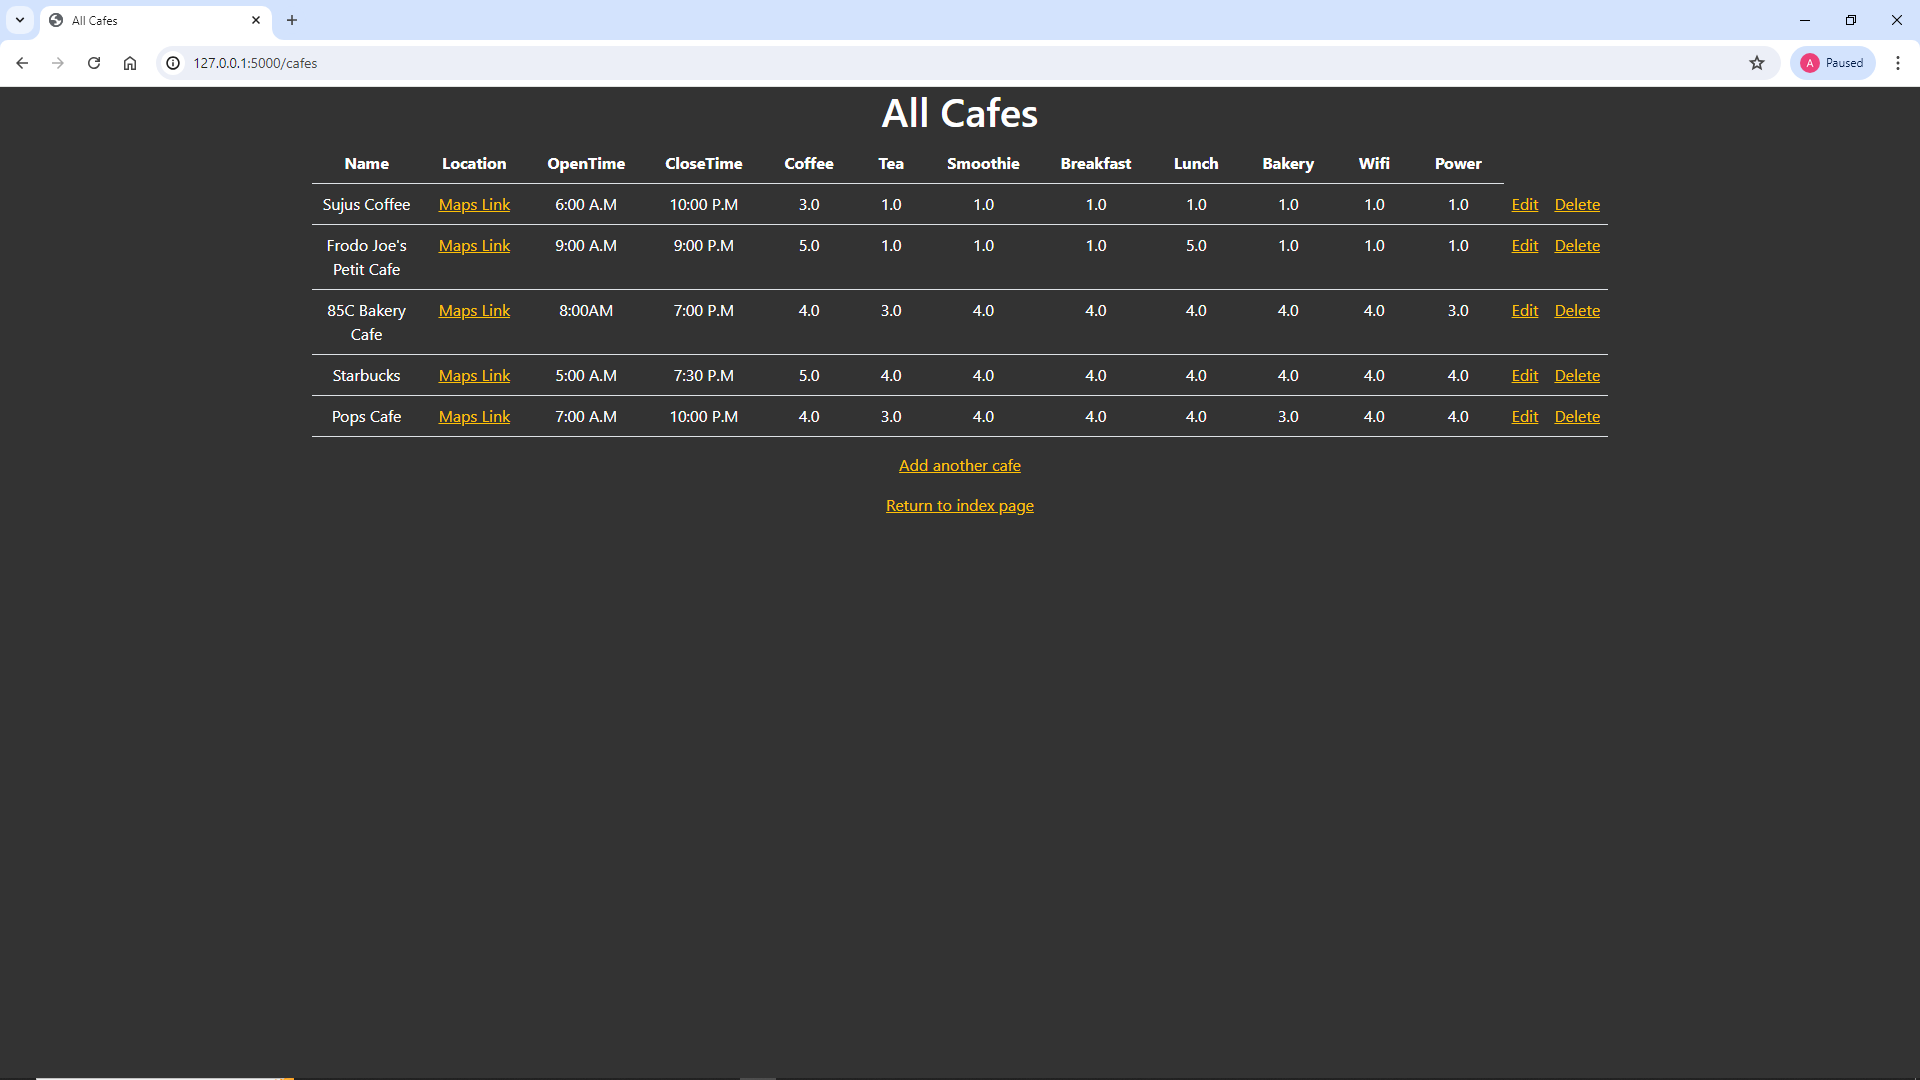 All Cafes
127.0.0.1:5000/cafes
A Paused
All Cafes
Name Location OpenTime CloseTime Coffee Tea Smoothie Breakfast Lunch Bakery Wifi Power
Sujus Coffee Maps Link 6:00 A.M 10:00 P.M 3.0 1.0 1.0 1.0 1.0 1.0 1.0 1.0 Edit Delete
Frodo Joe's Maps Link 9:00 A.M 9:00 P.M 5.0 1.0 1.0 1.0 5.0 1.0 1.0 1.0 Edit Delete
Petit Cafe
85C Bakery Maps Link 8:00AM 7:00 P.M 4.0 3.0 4.0 4.0 4.0 4.0 4.0 3.0 Edit Delete
Cafe
Starbucks Maps Link 5:00 A.M 7:30 P.M 5.0 4.0 4.0 4.0 4.0 4.0 4.0 4.0 Edit Delete
Pops Cafe Maps Link 7:00 A.M 10:00 P.M 4.0 3.0 4.0 4.0 4.0 3.0 4.0 4.0 Edit Delete
Add another cafe
Return to index page